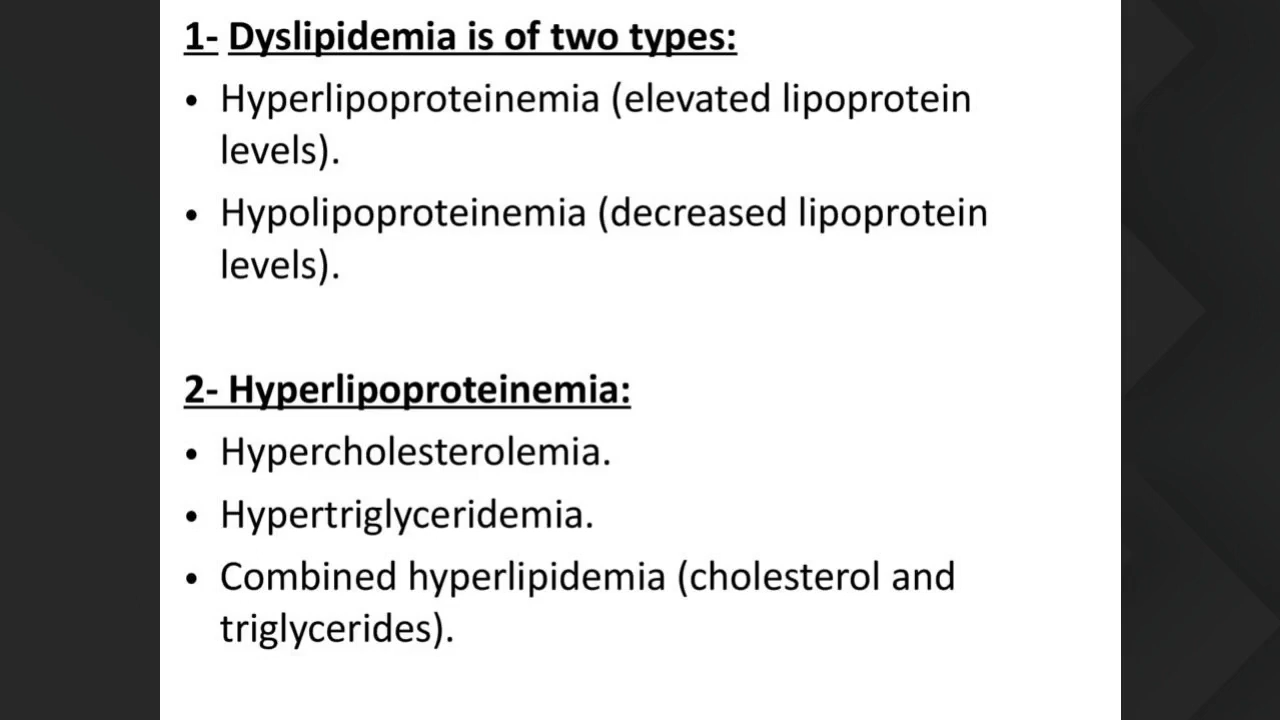 1- Dyslipidemia is of two types:
• Hyperlipoproteinemia (elevated lipoprotein
levels).
• Hypolipoproteinemia (decreased lipoprotein
levels).
2- Hyperlipoproteinemia:
• Hypercholesterolemia.
• Hypertriglyceridemia.
• Combined hyperlipidemia (cholesterol and
triglycerides).